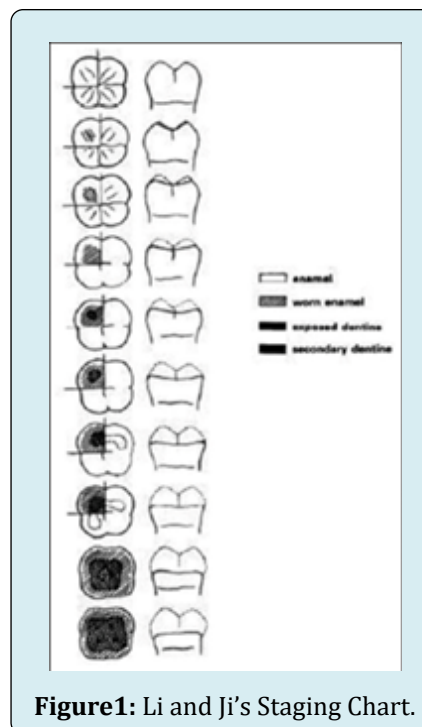 enamel
worn enamel
exposed dentine
secondary dentine
Figure1: Li and Ji's Staging Chart.